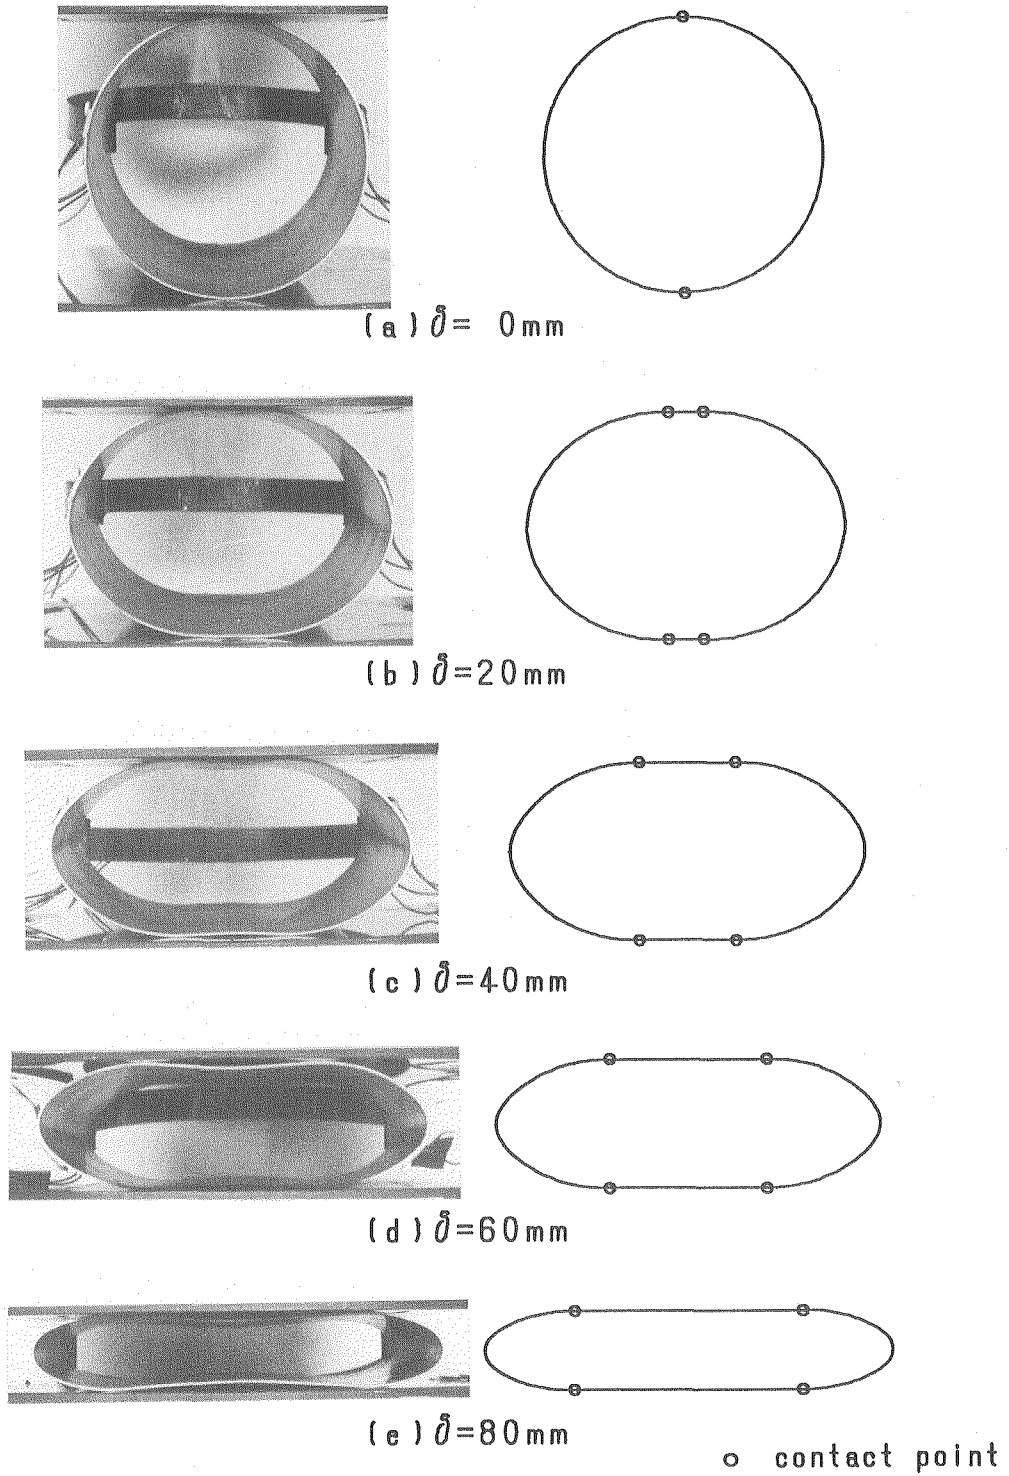 (a) δ= 0mm
(b) δ=20mm
(c) δ=40mm
(d) δ=60mm
(e) δ=80mm
o contact point